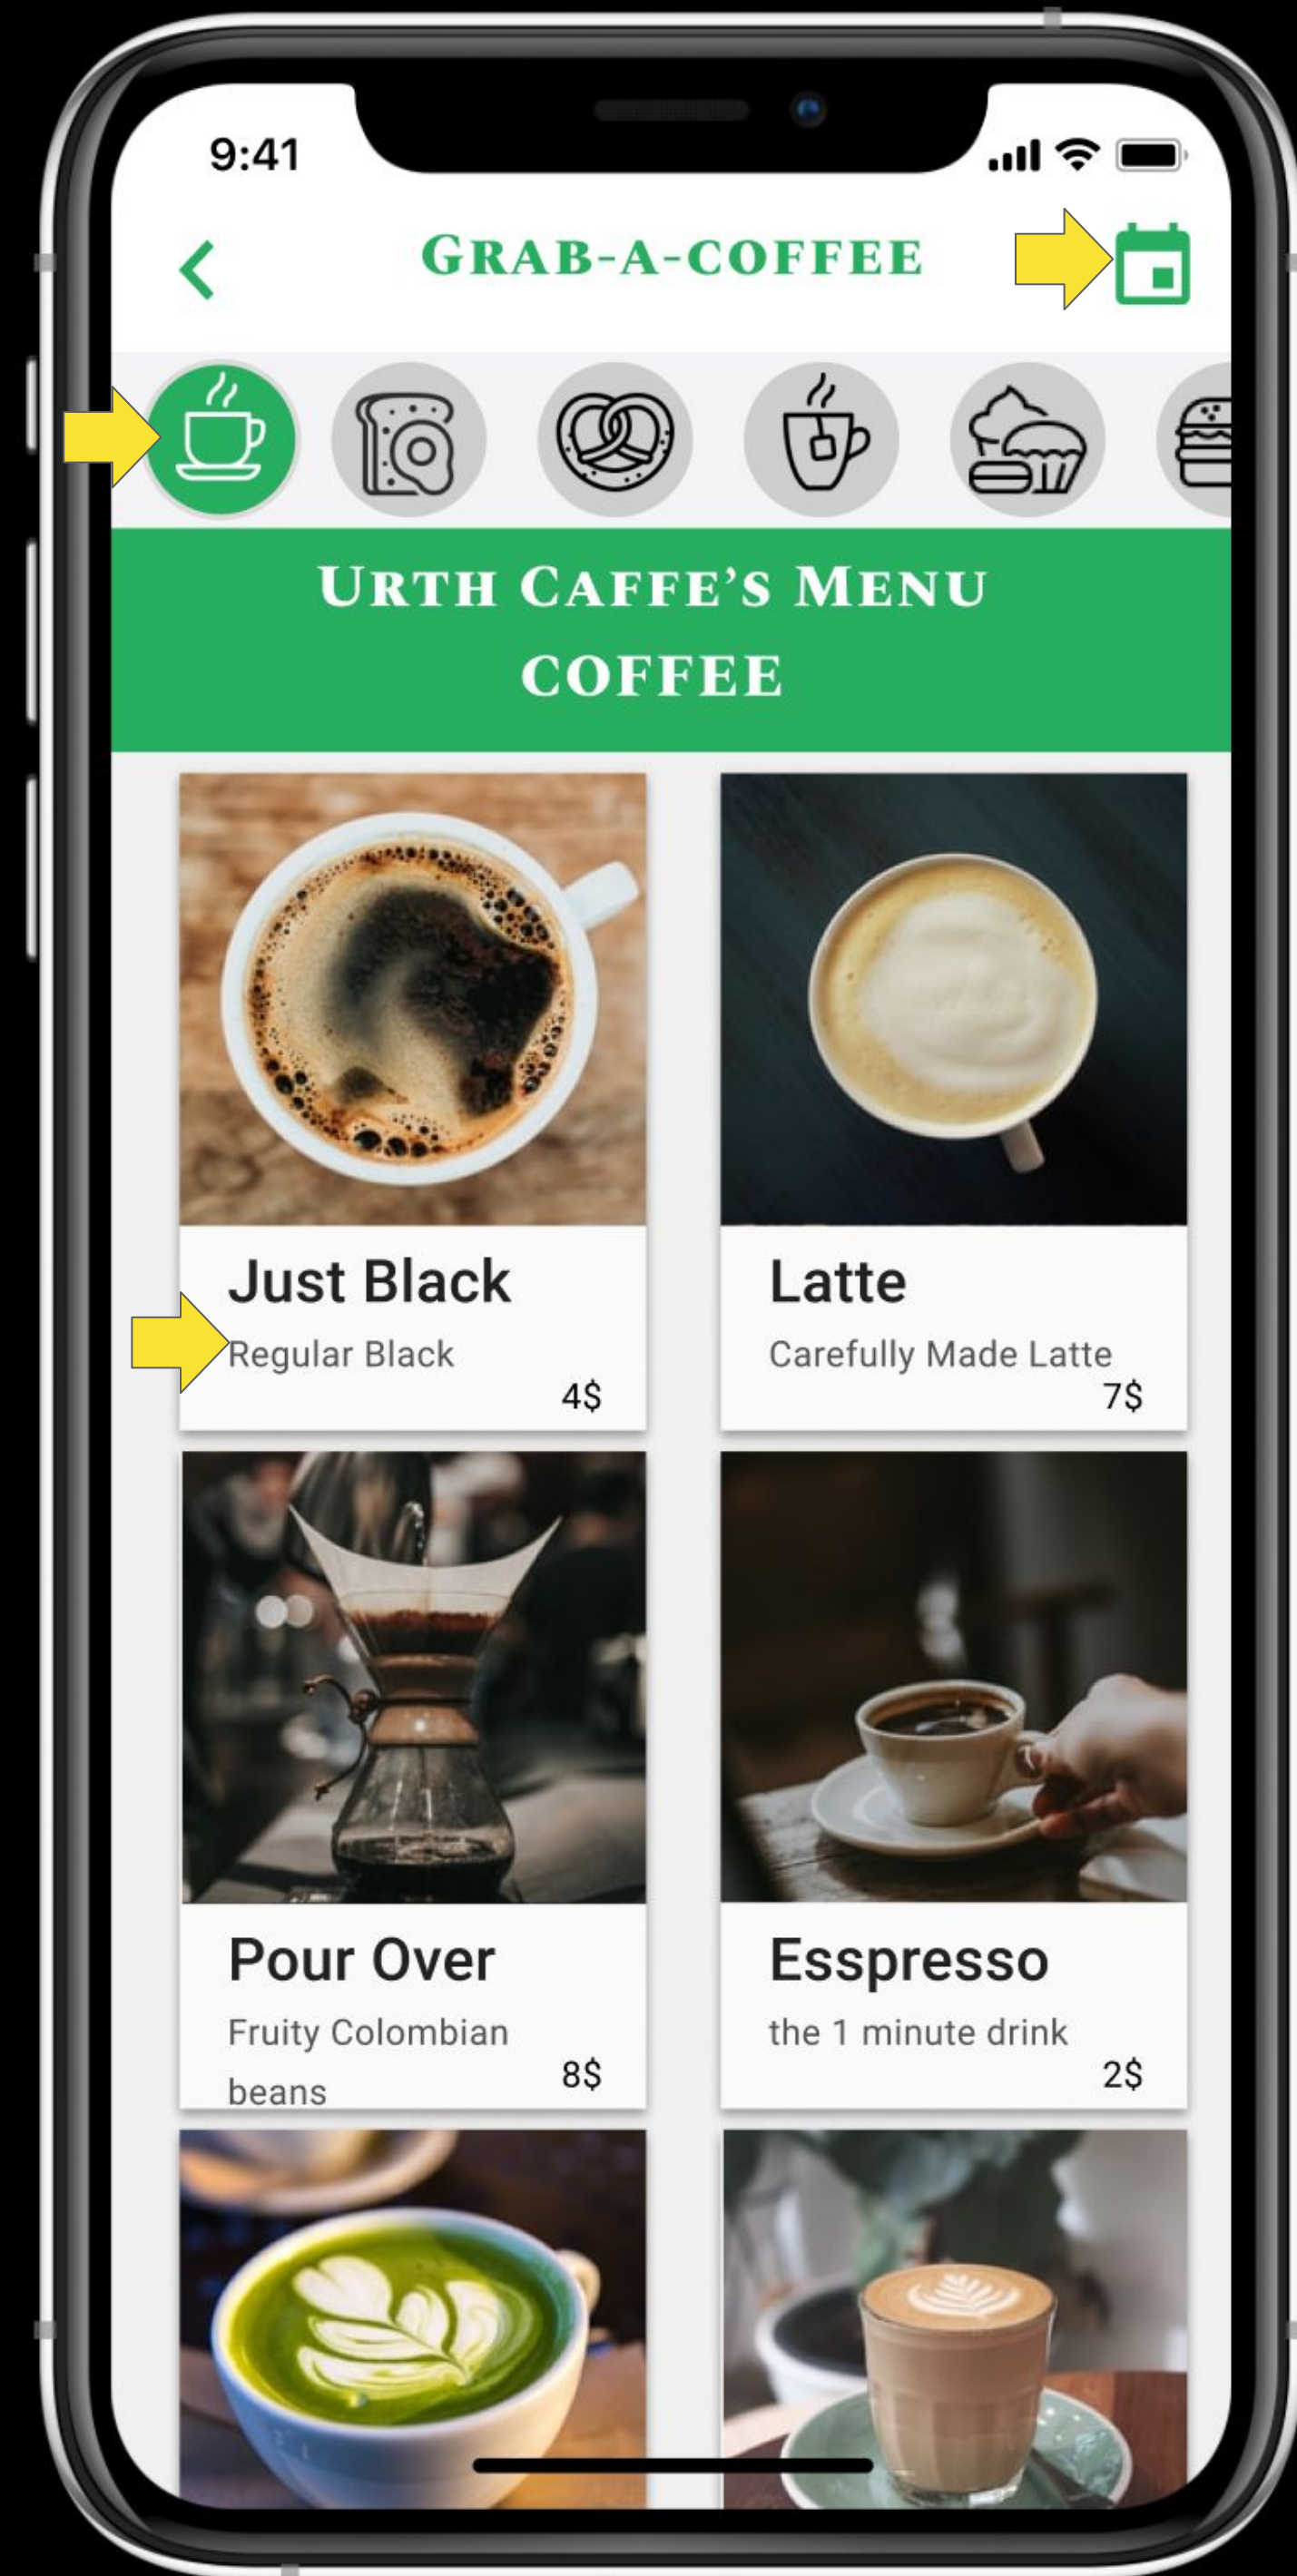 9:41
GRAB-A-COFFEE
URTH CAFFE'S MENU
COFFEE
Just Black
Regular Black
4$
Latte
Carefully Made Latte
7$
Pour Over
Fruity Colombian
beans
8$
Esspresso
the 1 minute drink
2$